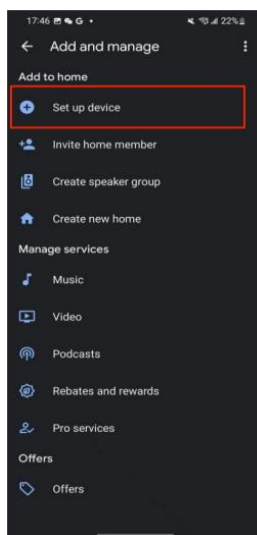 17:46 G • 22%
Add and manage
Add to home
Set up device
Invite home member
Create speaker group
Create new home
Manage services
Music
Video
Podcasts
Rebates and rewards
Pro services
Offers
Offers